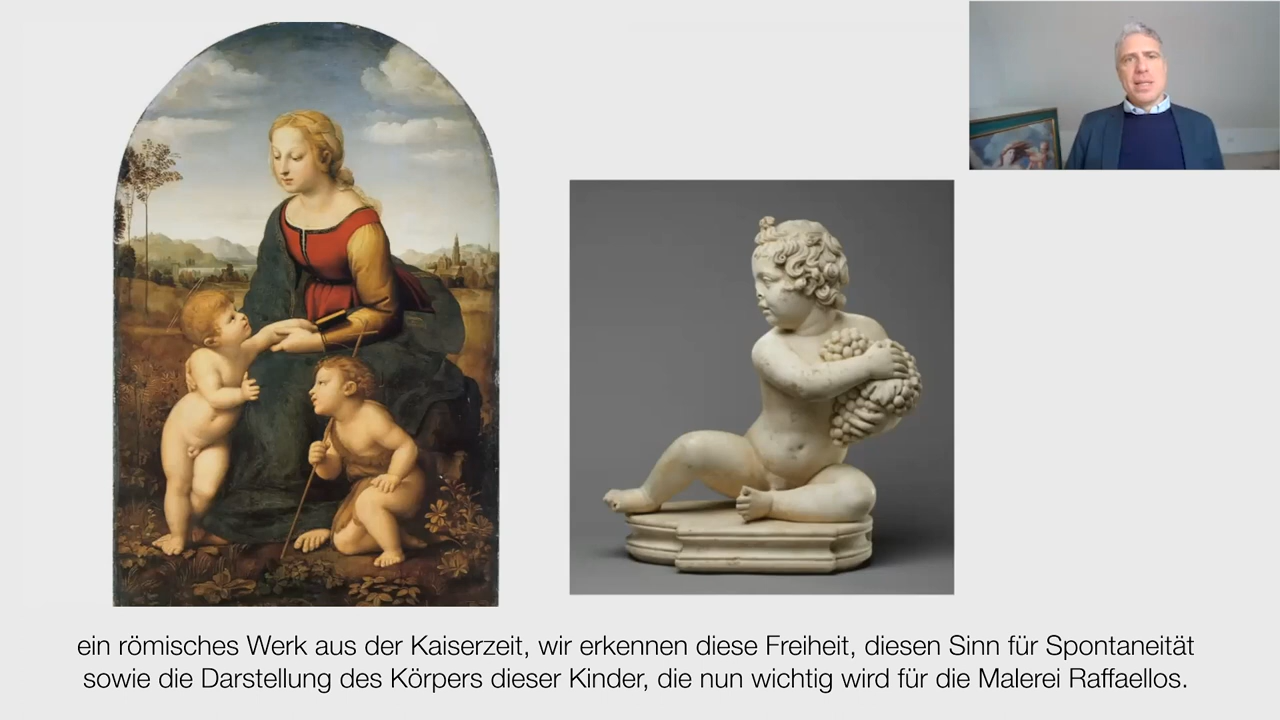 ein römisches Werk aus der Kaiserzeit, wir erkennen diese Freiheit, diesen Sinn für Spontaneität
sowie die Darstellung des Körpers dieser Kinder, die nun wichtig wird für die Malerei Raffaellos.